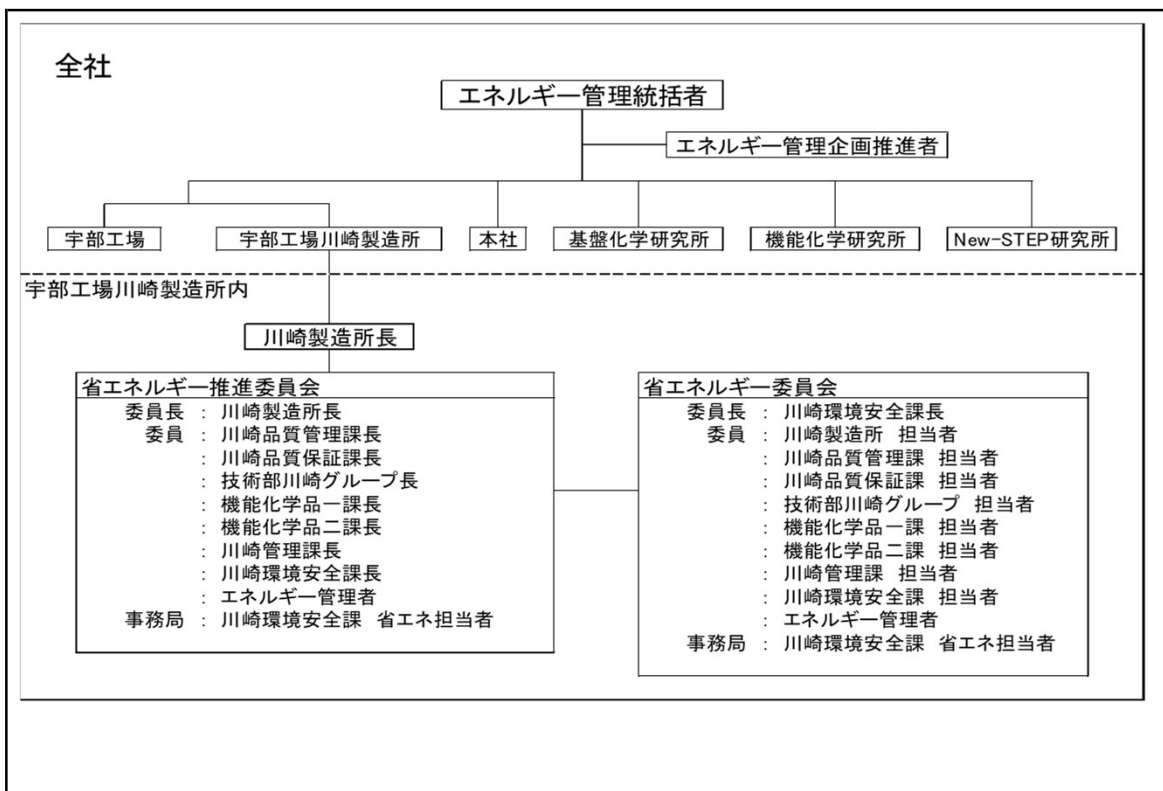 全社
エネルギー管理統括者
エネルギー管理企画推進者
宇部工場 宇部工場川崎製造所 本社 基盤化学研究所 機能化学研究所 New-STEP研究所
宇部工場川崎製造所内
川崎製造所長
省エネルギー推進委員会
委員長 : 川崎製造所長
委員 : 川崎品質管理課長
: 川崎品質保証課長
: 技術部川崎グループ長
: 機能化学品一課長
: 機能化学品二課長
: 川崎管理課長
: 川崎環境安全課長
: エネルギー管理者
事務局 : 川崎環境安全課 省エネ担当者
省エネルギー委員会
委員長 : 川崎環境安全課長
委員 : 川崎製造所 担当者
: 川崎品質管理課 担当者
: 川崎品質保証課 担当者
: 技術部川崎グループ 担当者
: 機能化学品一課 担当者
: 機能化学品二課 担当者
: 川崎管理課 担当者
: 川崎環境安全課 担当者
: エネルギー管理者
事務局 : 川崎環境安全課 省エネ担当者